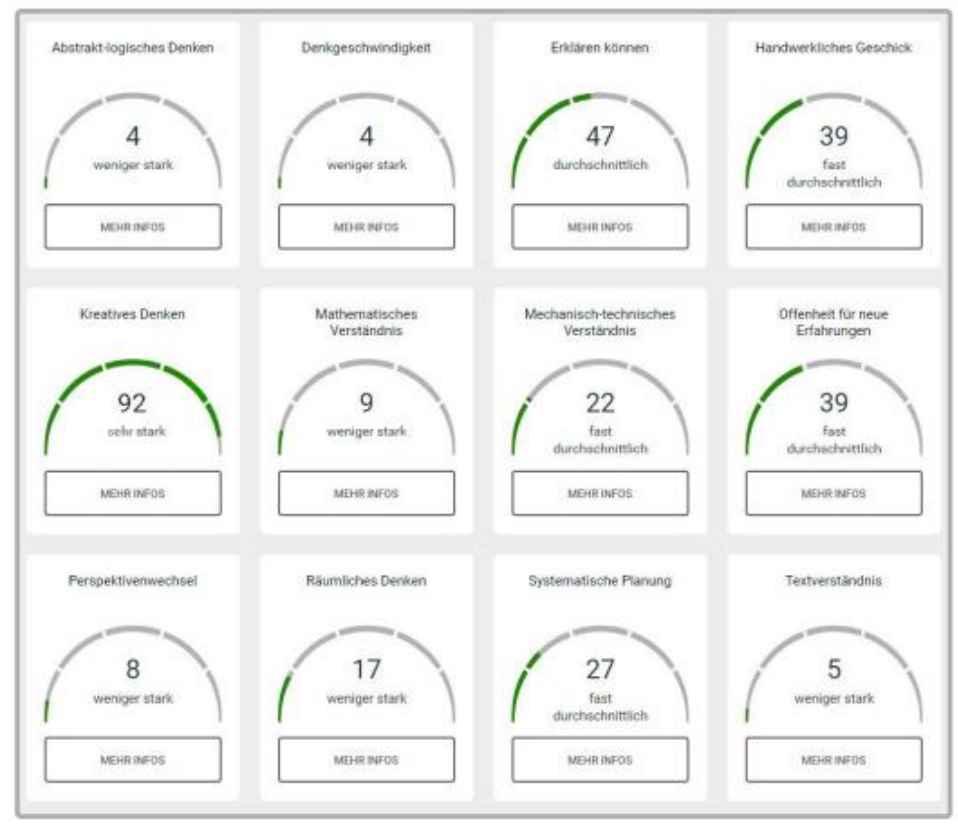 Abstrakt-logisches Denken
4
weniger stark
MEHR INFOS
Denkgeschwindigkeit
4
weniger stark
MEHR INFOS
Erklären können
47
durchschnittlich
MEHR INFOS
Handwerkliches Geschick
39
fast
durchschnittlich
MEHR INFOS
Kreatives Denken
92
sehr stark
MEHR INFOS
Mathematisches
Verständnis
9
weniger stark
MEHR INFOS
Mechanisch-technisches
Verständnis
22
fast
durchschnittlich
MEHR INFOS
Offenheit für neue
Erfahrungen
39
fast
durchschnittlich
MEHR INFOS
Perspektivenwechsel
8
weniger stark
MEHR INFOS
Räumliches Denken
17
weniger stark
MEHR INFOS
Systematische Planung
27
fast
durchschnittlich
MEHR INFOS
Textverständnis
5
weniger stark
MEHR INFOS